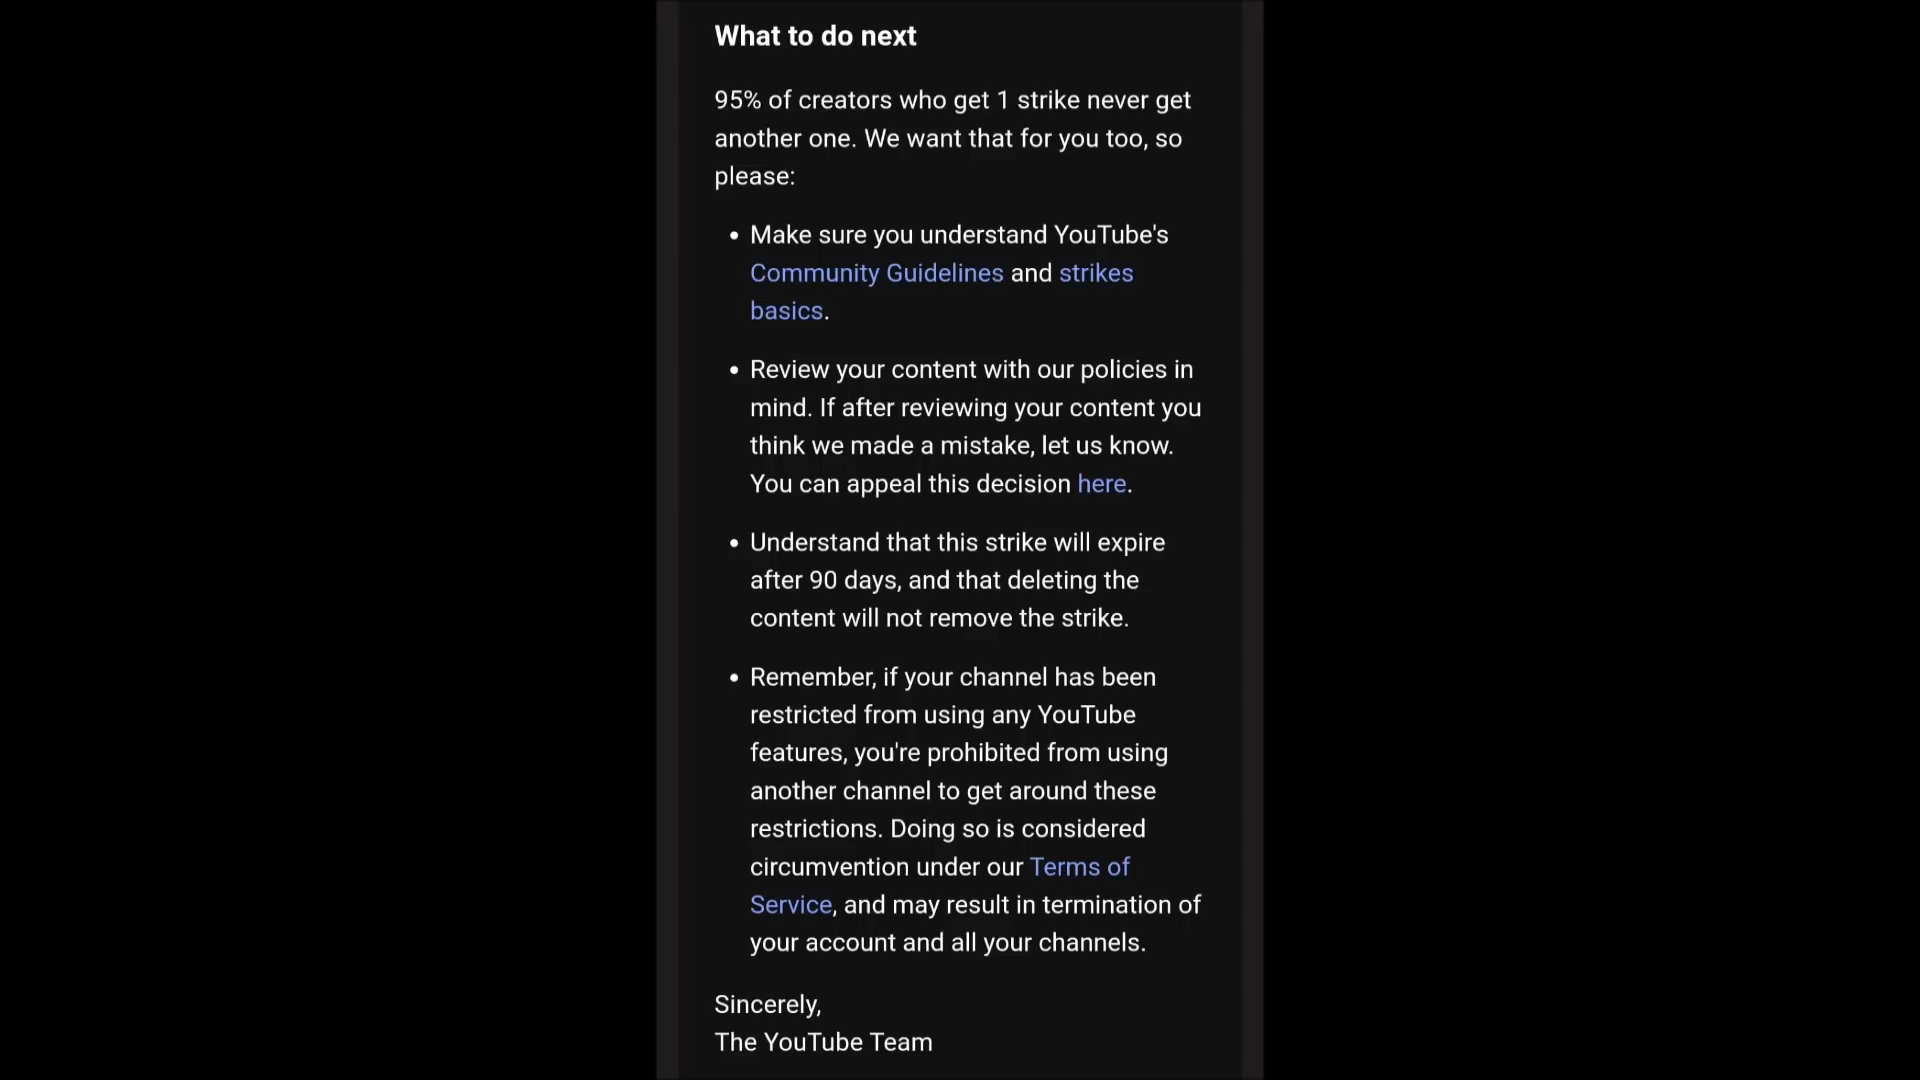 What to do next
95% of creators who get 1 strike never get
another one. We want that for you too, so
please:
• Make sure you understand YouTube's
Community Guidelines and strikes
basics.
• Review your content with our policies in
mind. If after reviewing your content you
think we made a mistake, let us know.
You can appeal this decision here.
• Understand that this strike will expire
after 90 days, and that deleting the
content will not remove the strike.
• Remember, if your channel has been
restricted from using any YouTube
features, you're prohibited from using
another channel to get around these
restrictions. Doing so is considered
circumvention under our Terms of
Service, and may result in termination of
your account and all your channels.
Sincerely,
The YouTube Team